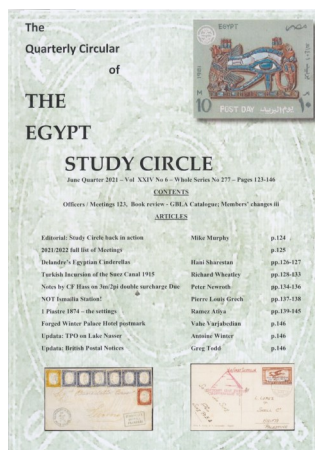 The
Quarterly Circular
of
THE
EGYPT
STUDY CIRCLE
June Quarter 2021 – Vol XXIV No 6 – Whole Series No 277 – Pages 123-146
CONTENTS
Officers / Meetings 123, Book review - GBLA Catalogue; Members' changes iii
ARTICLES
Editorial: Study Circle back in action Mike Murphy p.124
2021/2022 full list of Meetings p.125
Delandry's Egyptian Cinderellas Hani Sharestan pp.126-127
Turkish Incursion of the Suez Canal 1915 Richard Wheatley pp.128-133
Notes by CF Hass on 3m/2pi double surcharge Due Peter Newroth pp.134-136
NOT Ismailia Station! Pierre Louis Grech pp.137-138
1 Piastre 1874 – the settings Ramez Atiya pp.139-145
Forged Winter Palace Hotel postmark Vahe Varjabedian p.146
Updata: TPO on Lake Nasser Antoine Winter p.146
Updata: British Postal Notices Greg Todd p.146
EGYPT
مصر
10
POST DAY